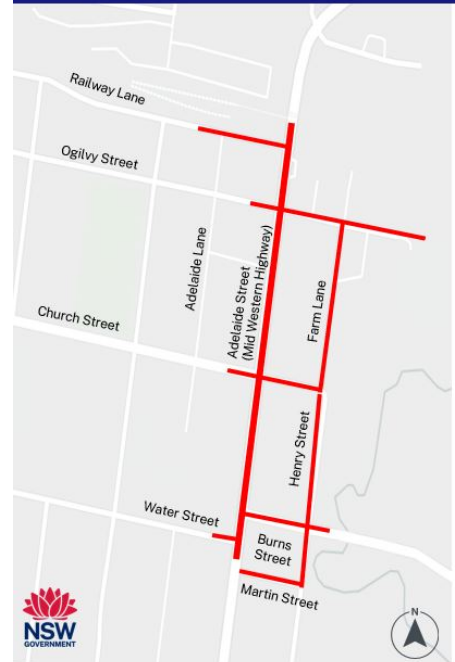 Railway Lane
Ogilvy Street
Adelaide Lane
Adelaide Street
(Mid Western Highway)
Farm Lane
Church Street
Henry Street
Water Street
Burns
Street
Martin Street
NSW
GOVERNMENT
N